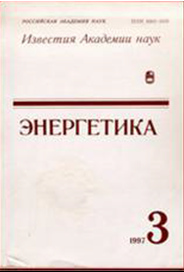 РОССИЙСКАЯ АКАДЕМИЯ НАУК
Известия Академии наук
ЭНЕРГЕТИКА
1997 3